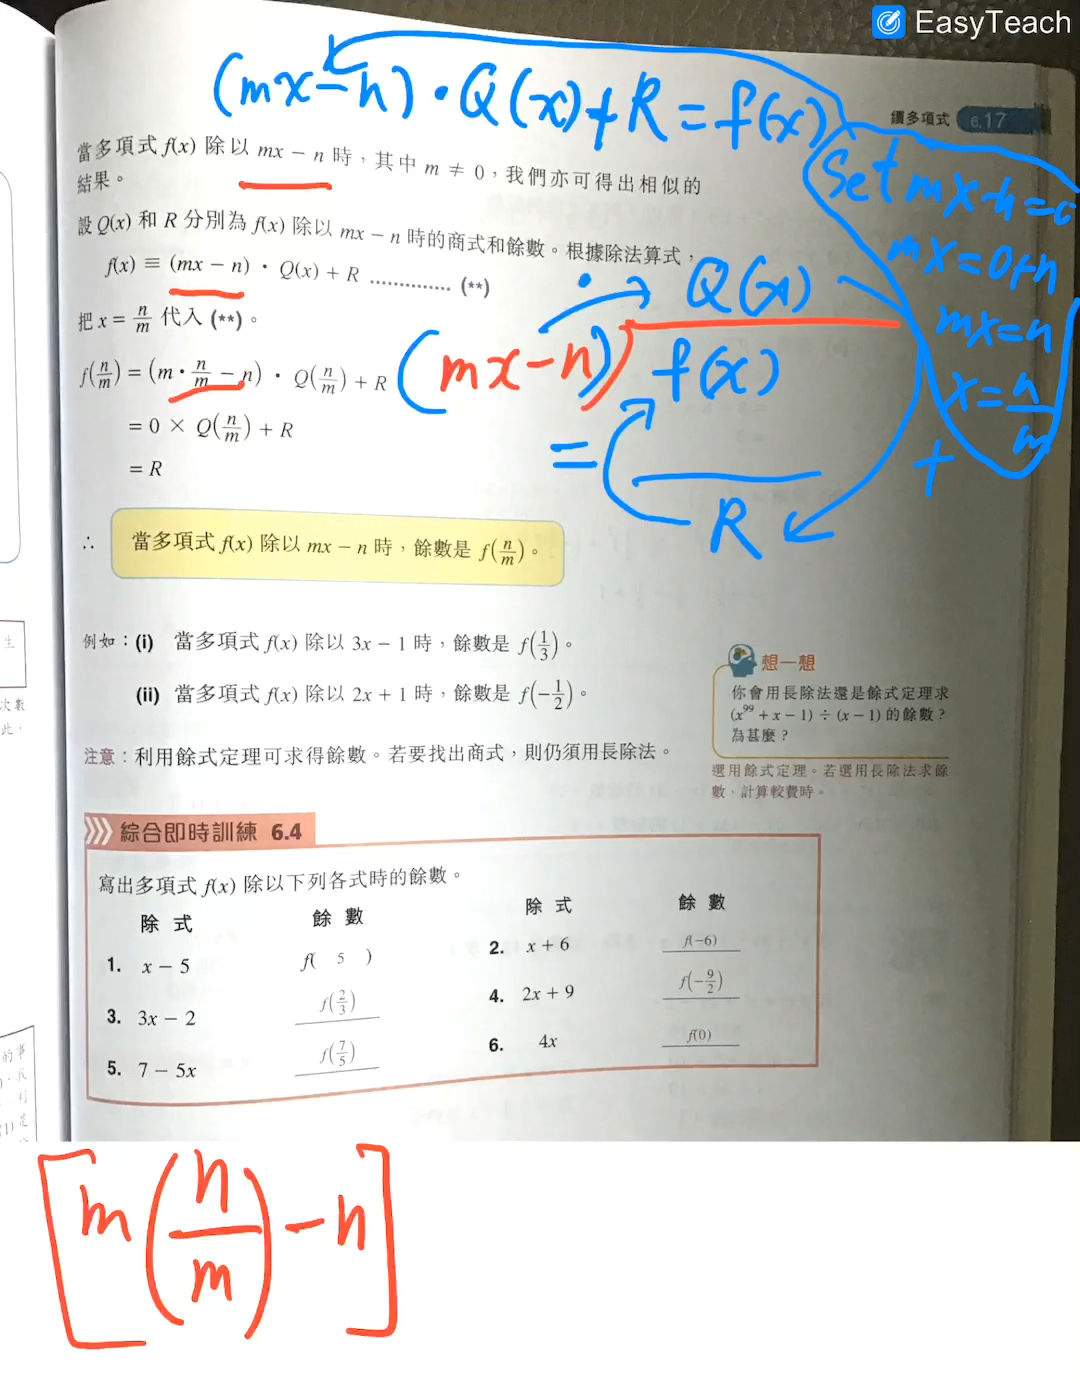 EasyTeach
(mx-n)·Q(x)+R=f(x)
續多項式 6.17
當多項式 f(x) 除以 mx − n 時，其中 m ≠ 0，我們亦可得出相似的
結果。
Set mx-n=0
mx=0+n
mx=n
x=n/m
設 Q(x) 和 R 分別為 f(x) 除以 mx − n 時的商式和餘數。根據除法算式，
f(x) ≡ (mx − n)・Q(x) + R .............. (**)
把 x = n/m 代入 (**)。
f(n/m) = (m・n/m − n)・Q(n/m) + R
= 0 × Q(n/m) + R
= R
Q(x)
(mx-n) f(x)
= +
R
∴ 當多項式 f(x) 除以 mx − n 時，餘數是 f(n/m)。
例如：(i) 當多項式 f(x) 除以 3x − 1 時，餘數是 f(1/3)。
(ii) 當多項式 f(x) 除以 2x + 1 時，餘數是 f(−1/2)。
注意：利用餘式定理可求得餘數。若要找出商式，則仍須用長除法。
想一想
你會用長除法還是餘式定理求
(x⁹⁹ + x − 1) ÷ (x − 1) 的餘數？
為甚麼？
選用餘式定理。若選用長除法求餘
數，計算較費時。
綜合即時訓練 6.4
寫出多項式 f(x) 除以下列各式時的餘數。
除式 餘數 除式 餘數
1. x − 5 f( 5 ) 2. x + 6 f(−6)
3. 3x − 2 f(2/3) 4. 2x + 9 f(−9/2)
5. 7 − 5x f(7/5) 6. 4x f(0)
[m(n/m)-n]